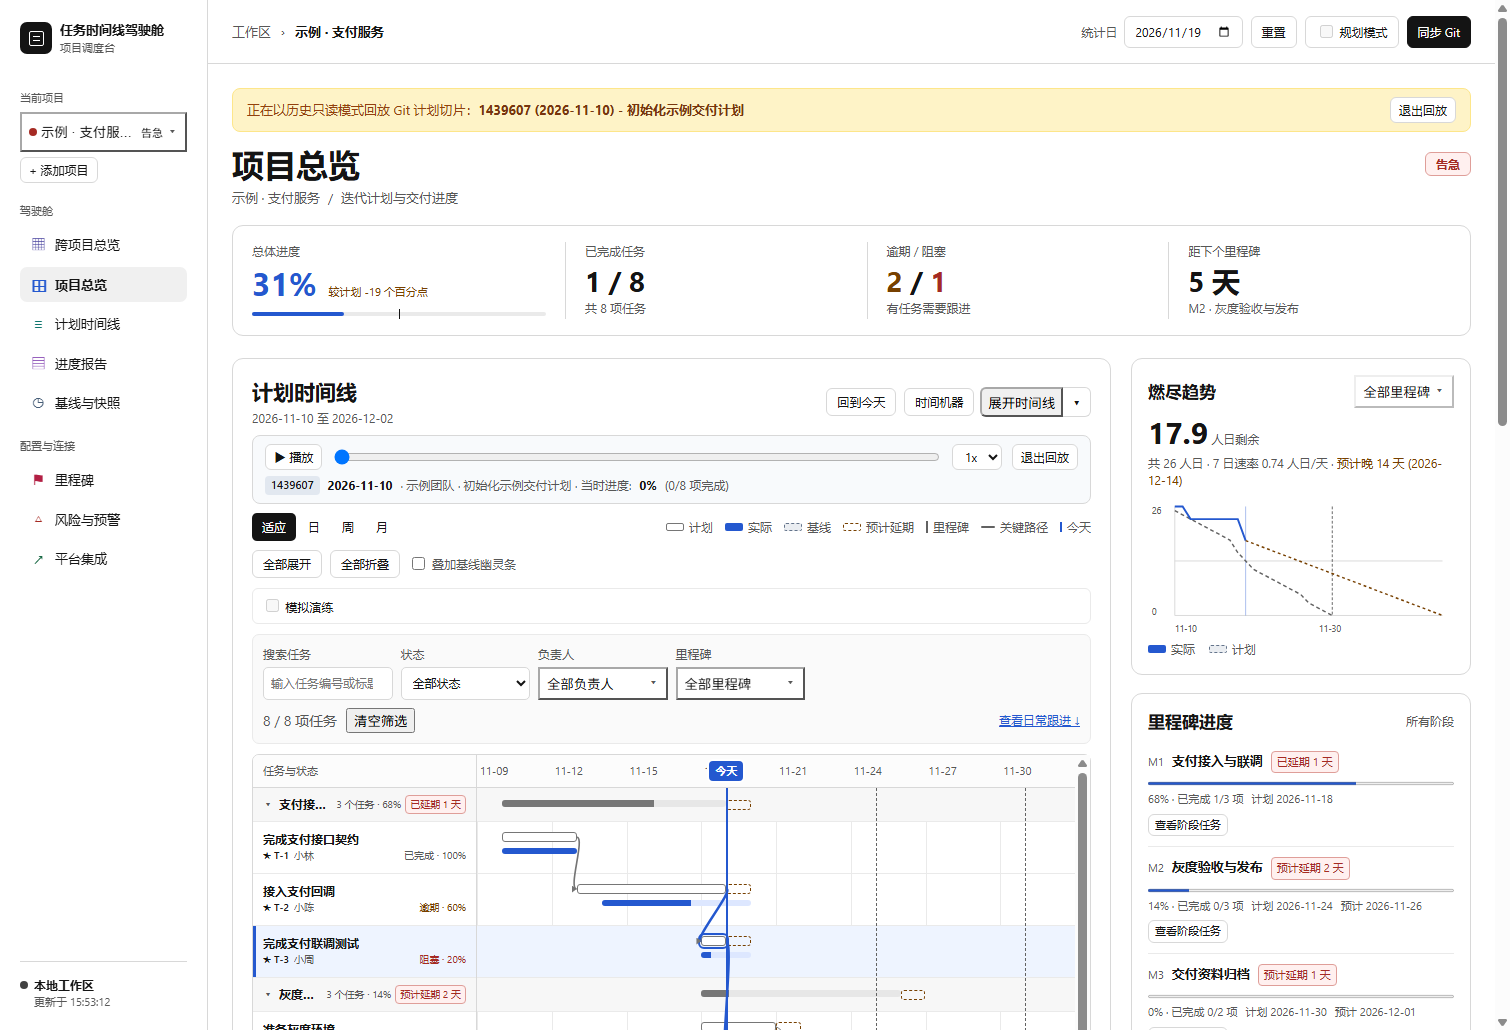 任务时间线驾驶舱
项目调度台
当前项目
示例 · 支付服... 告急
+ 添加项目
驾驶舱
跨项目总览
项目总览
计划时间线
进度报告
基线与快照
配置与连接
里程碑
风险与预警
平台集成
本地工作区
更新于 15:53:12
工作区 › 示例 · 支付服务
统计日 2026/11/19 重置 规划模式 同步 Git
正在以历史只读模式回放 Git 计划切片：1439607 (2026-11-10) - 初始化示例交付计划 退出回放
项目总览
告急
示例 · 支付服务 / 迭代计划与交付进度
总体进度
31% 较计划 -19 个百分点
已完成任务
1 / 8
共 8 项任务
逾期 / 阻塞
2 / 1
有任务需要跟进
距下个里程碑
5 天
M2 · 灰度验收与发布
计划时间线
2026-11-10 至 2026-12-02
回到今天 时间机器 展开时间线
▶ 播放 1x 退出回放
1439607 2026-11-10 · 示例团队 · 初始化示例交付计划 · 当时进度：0% (0/8 项完成)
适应 日 周 月
计划 实际 基线 预计延期 里程碑 关键路径 今天
全部展开 全部折叠 叠加基线幽灵条
模拟演练
搜索任务 状态 负责人 里程碑
输入任务编号或标题 全部状态 全部负责人 全部里程碑
8 / 8 项任务 清空筛选 查看日常跟进 ↓
任务与状态 11-09 11-12 11-15 今天 11-21 11-24 11-27 11-30
支付接... 3 个任务 · 68% 已延期 1 天
完成支付接口契约
★ T-1 小林 已完成 · 100%
接入支付回调
★ T-2 小陈 逾期 · 60%
完成支付联调测试
★ T-3 小周 阻塞 · 20%
灰度... 3 个任务 · 14% 预计延期 2 天
准备灰度环境
燃尽趋势 全部里程碑
17.9 人日剩余
共 26 人日 · 7 日速率 0.74 人日/天 · 预计晚 14 天 (2026-
12-14)
26
0
11-10 11-30
实际 计划
里程碑进度 所有阶段
M1 支付接入与联调 已延期 1 天
68% · 已完成 1/3 项 计划 2026-11-18
查看阶段任务
M2 灰度验收与发布 预计延期 2 天
14% · 已完成 0/3 项 计划 2026-11-24 预计 2026-11-26
查看阶段任务
M3 交付资料归档 预计延期 1 天
0% · 已完成 0/2 项 计划 2026-11-30 预计 2026-12-01